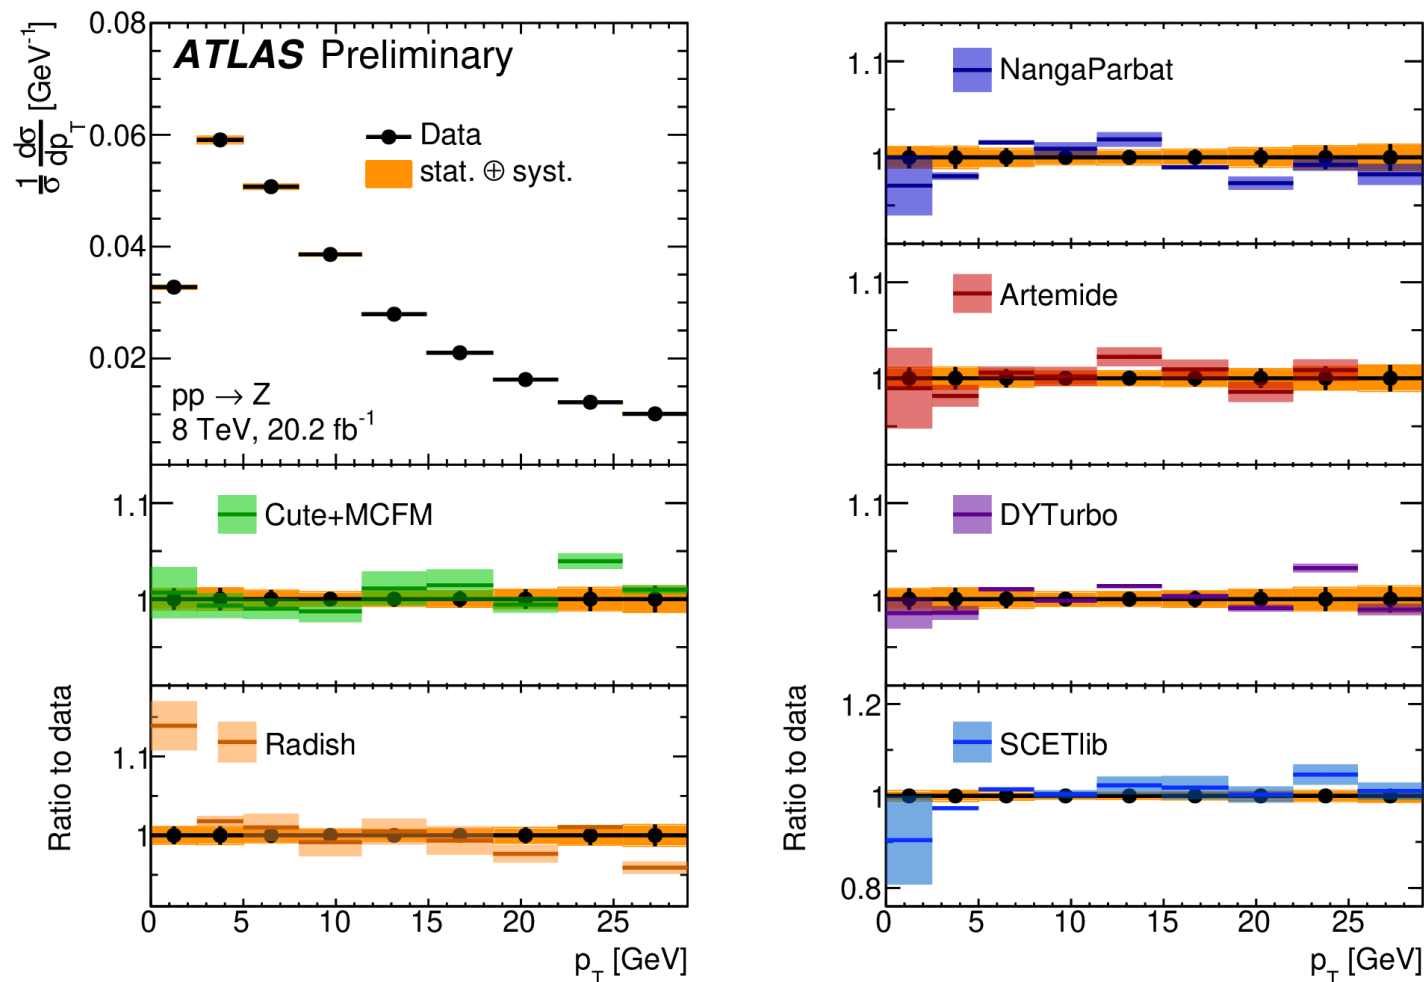 ATLAS Preliminary
1/σ dσ/dp_T [GeV⁻¹]
0.08
0.06
0.04
0.02
Data
stat. ⊕ syst.
pp → Z
8 TeV, 20.2 fb⁻¹
1.1
Cute+MCFM
1
Ratio to data
Radish
1.1
1
0 5 10 15 20 25
p_T [GeV]
1.1
NangaParbat
1
1.1
Artemide
1
1.1
DYTurbo
1
Ratio to data
1.2
SCETlib
1
0.8
0 5 10 15 20 25
p_T [GeV]